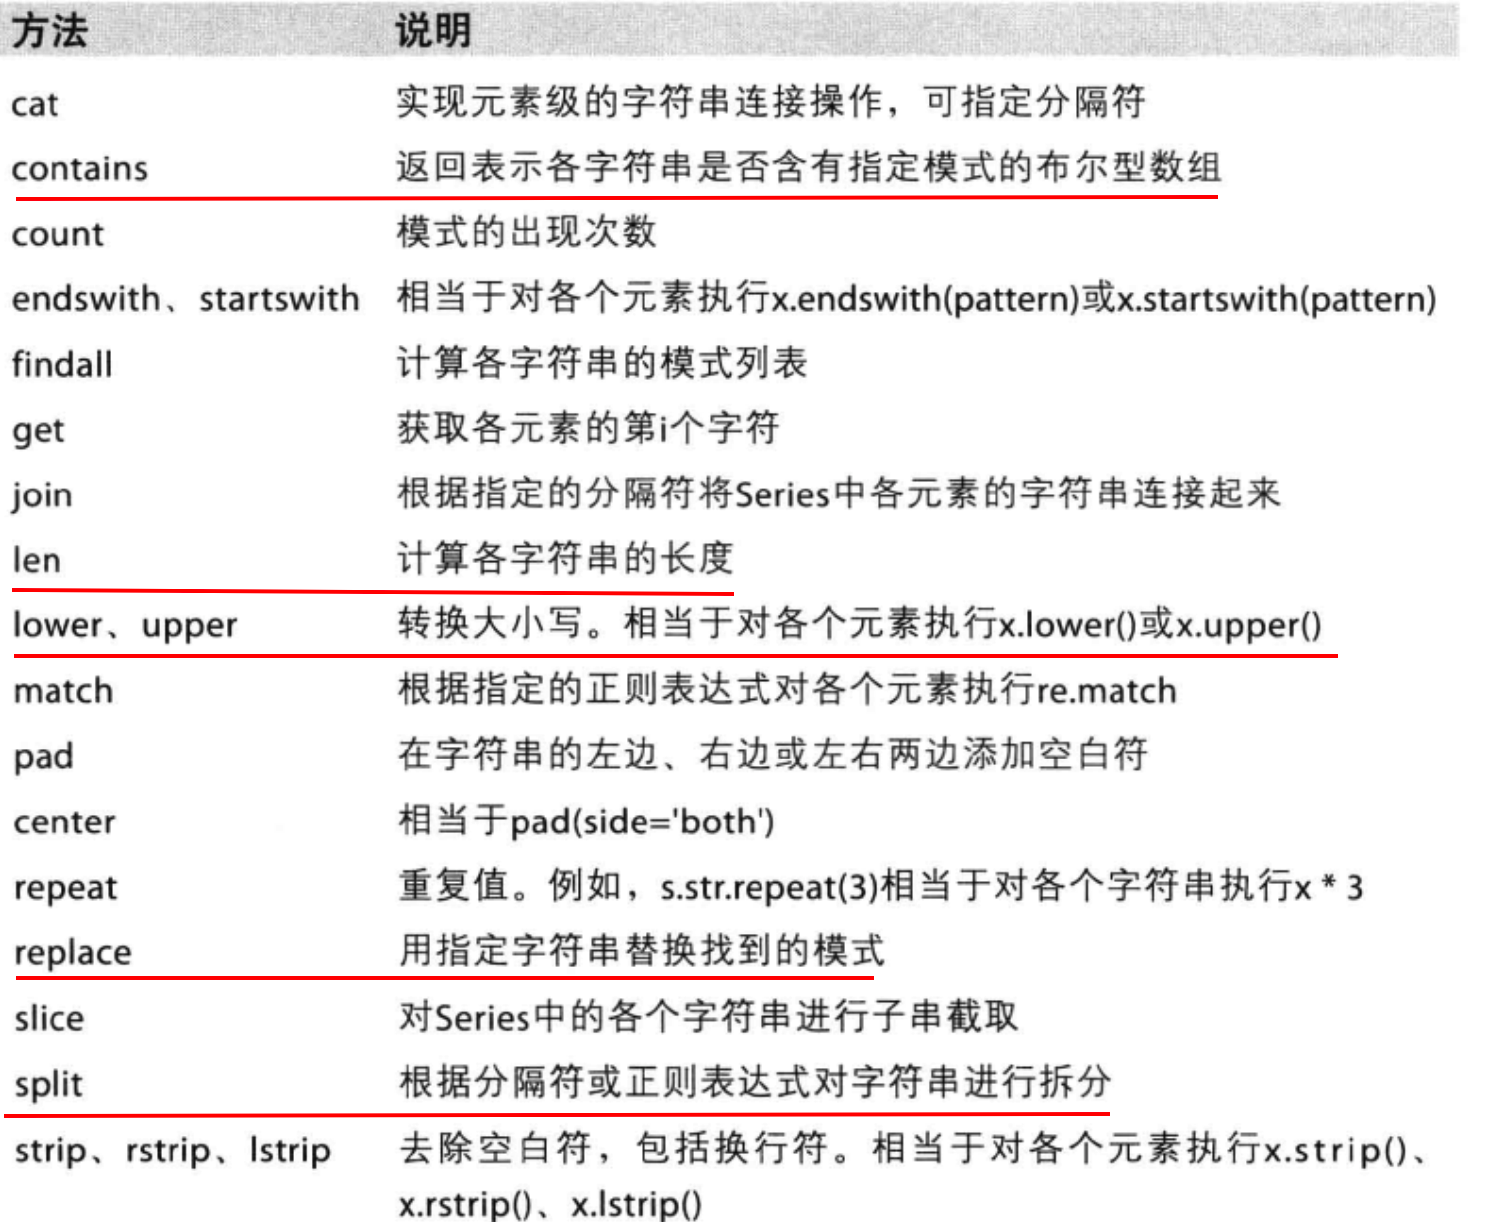 方法 说明
cat 实现元素级的字符串连接操作，可指定分隔符
contains 返回表示各字符串是否含有指定模式的布尔型数组
count 模式的出现次数
endswith、startswith 相当于对各个元素执行x.endswith(pattern)或x.startswith(pattern)
findall 计算各字符串的模式列表
get 获取各元素的第i个字符
join 根据指定的分隔符将Series中各元素的字符串连接起来
len 计算各字符串的长度
lower、upper 转换大小写。相当于对各个元素执行x.lower()或x.upper()
match 根据指定的正则表达式对各个元素执行re.match
pad 在字符串的左边、右边或左右两边添加空白符
center 相当于pad(side='both')
repeat 重复值。例如，s.str.repeat(3)相当于对各个字符串执行x * 3
replace 用指定字符串替换找到的模式
slice 对Series中的各个字符串进行子串截取
split 根据分隔符或正则表达式对字符串进行拆分
strip、rstrip、lstrip 去除空白符，包括换行符。相当于对各个元素执行x.strip()、
x.rstrip()、x.lstrip()